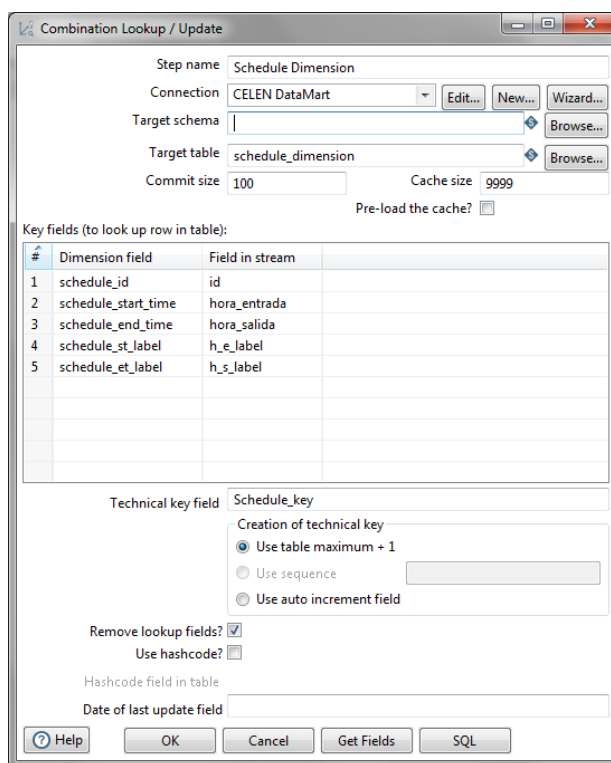 Combination Lookup / Update
Step name Schedule Dimension
Connection CELEN DataMart Edit... New... Wizard...
Target schema Browse...
Target table schedule_dimension Browse...
Commit size 100 Cache size 9999
Pre-load the cache?
Key fields (to look up row in table):
# Dimension field Field in stream
1 schedule_id id
2 schedule_start_time hora_entrada
3 schedule_end_time hora_salida
4 schedule_st_label h_e_label
5 schedule_et_label h_s_label
Technical key field Schedule_key
Creation of technical key
Use table maximum + 1
Use sequence
Use auto increment field
Remove lookup fields?
Use hashcode?
Hashcode field in table
Date of last update field
Help OK Cancel Get Fields SQL